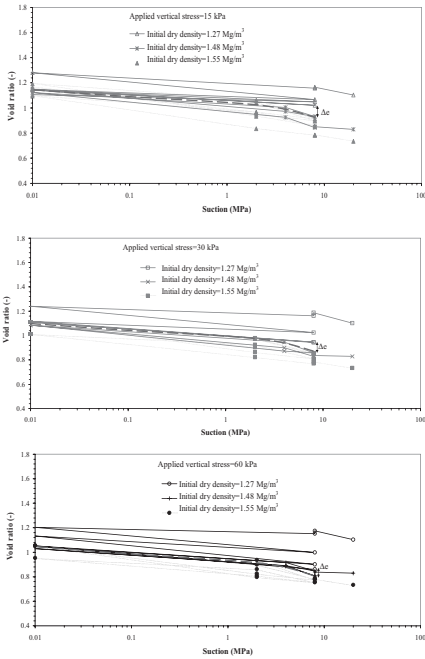 1.8
Applied vertical stress=15 kPa
1.6
Initial dry density=1.27 Mg/m³
1.4
Initial dry density=1.48 Mg/m³
Initial dry density=1.55 Mg/m³
1.2
Void ratio (-)
1
Δe
0.8
0.6
0.4
0.01 0.1 1 10 100
Suction (MPa)
1.8
Applied vertical stress=30 kPa
1.6
Initial dry density=1.27 Mg/m³
Initial dry density=1.48 Mg/m³
1.4
Initial dry density=1.55 Mg/m³
1.2
Void ratio (-)
1
Δe
0.8
0.6
0.4
0.01 0.1 1 10 100
Suction (MPa)
1.8
Applied vertical stress=60 kPa
1.6
Initial dry density=1.27 Mg/m³
Initial dry density=1.48 Mg/m³
1.4
Initial dry density=1.55 Mg/m³
1.2
Void ratio (-)
1
Δe
0.8
0.6
0.4
0.01 0.1 1 10 100
Suction (MPa)